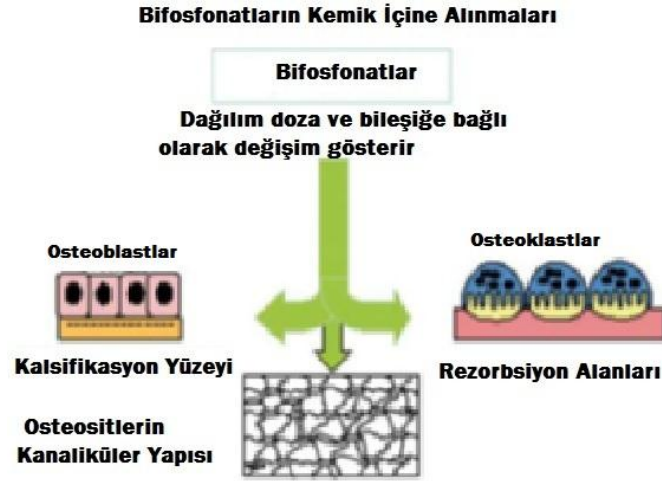 Bifosfonatların Kemik İçine Alınmaları
Bifosfonatlar
Dağılım doza ve bileşiğe bağlı
olarak değişim gösterir
Osteoblastlar
Osteoklastlar
Kalsifikasyon Yüzeyi
Rezorbsiyon Alanları
Osteositlerin
Kanaliküler Yapısı